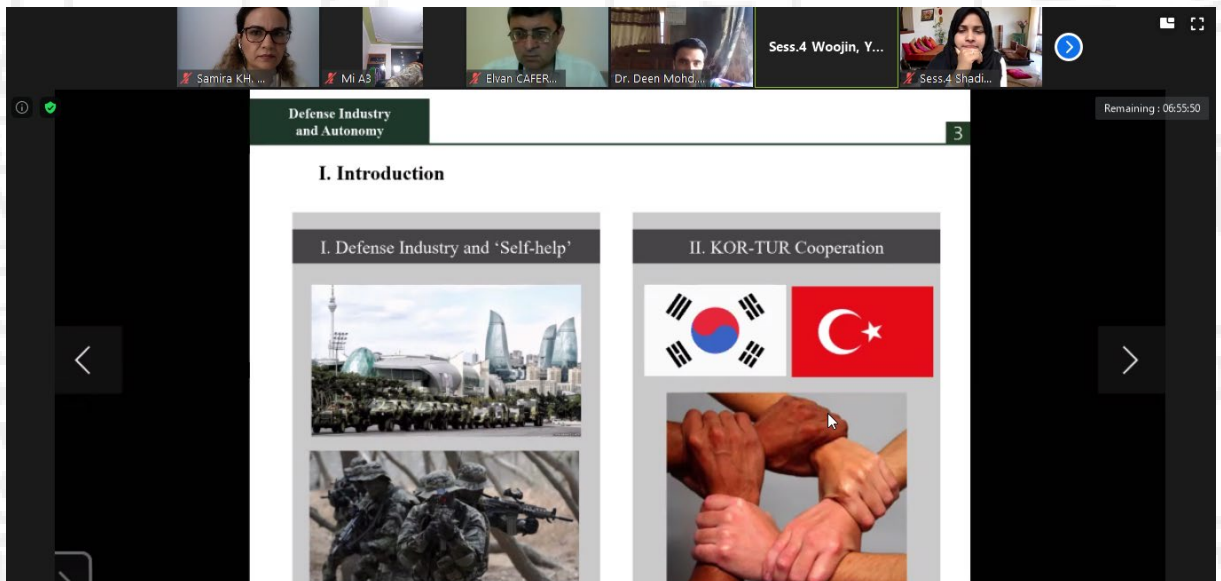 Samira KH. ...
Mi A3
Elvan CAFER...
Dr. Deen Mohd....
Sess.4 Woojin, Y...
Sess.4 Shadi...
Remaining : 06:55:50
Defense Industry
and Autonomy
3
I. Introduction
I. Defense Industry and ‘Self-help’
II. KOR-TUR Cooperation